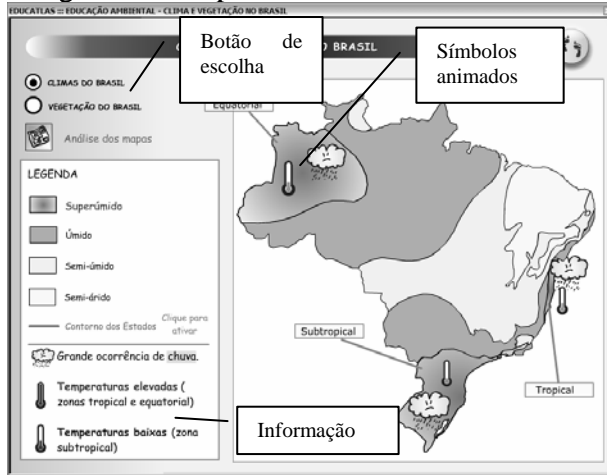 EDUCATLAS ::: EDUCAÇÃO AMBIENTAL - CLIMA E VEGETAÇÃO NO BRASIL
Botão de
escolha
O BRASIL
Símbolos
animados
CLIMAS DO BRASIL
VEGETAÇÃO DO BRASIL
Análise dos mapas
Equatorial
LEGENDA
Superúmido
Úmido
Semi-úmido
Semi-árido
Contorno dos Estados
Clique para
ativar
Grande ocorrência de chuva.
Temperaturas elevadas (
zonas tropical e equatorial)
Temperaturas baixas (zona
subtropical)
Subtropical
Tropical
Informação